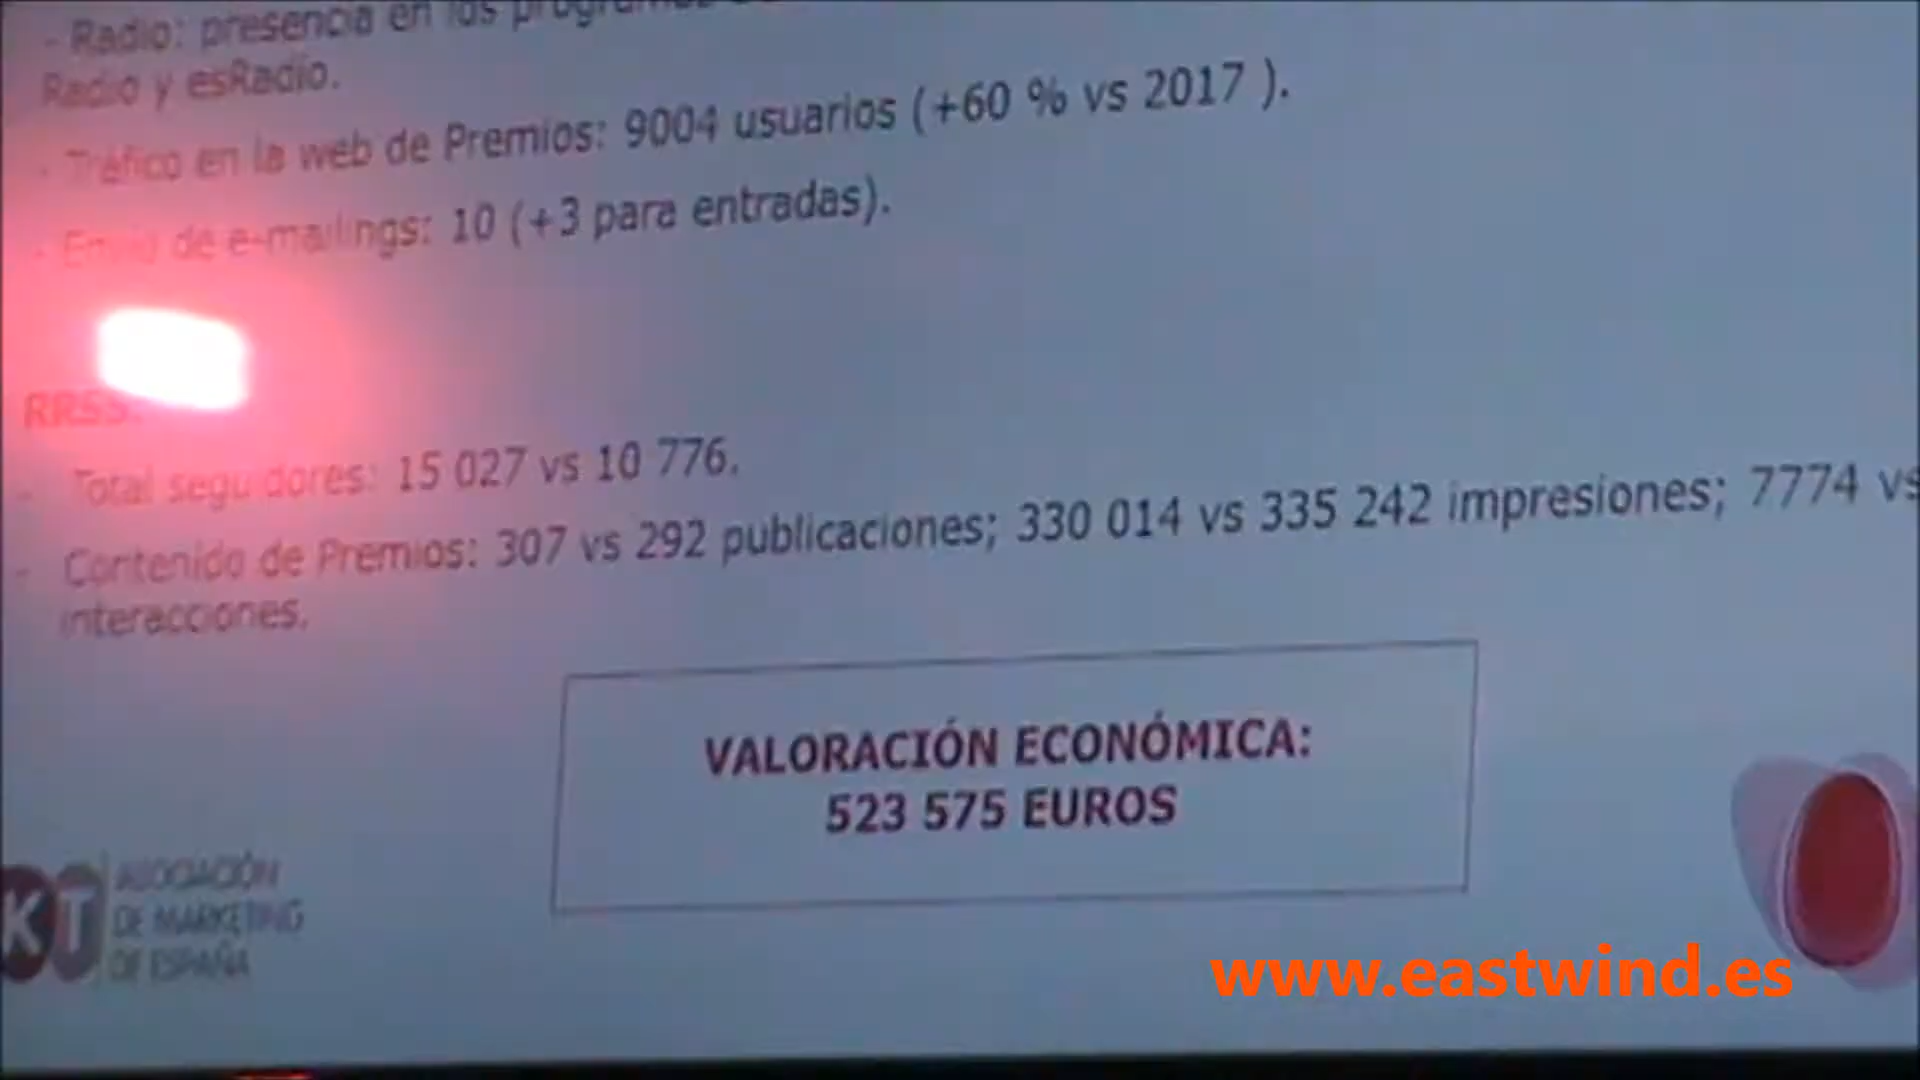 - Radio: presencia en los programas
Radio y esRadio.
- Tráfico en la web de Premios: 9004 usuarios (+60 % vs 2017 ).
- Envío de e-mailings: 10 (+3 para entradas).
RRSS:
- Total seguidores: 15 027 vs 10 776.
- Contenido de Premios: 307 vs 292 publicaciones; 330 014 vs 335 242 impresiones; 7774 vs
interacciones.
VALORACIÓN ECONÓMICA:
523 575 EUROS
KT
ASOCIACIÓN
DE MARKETING
DE ESPAÑA
www.eastwind.es